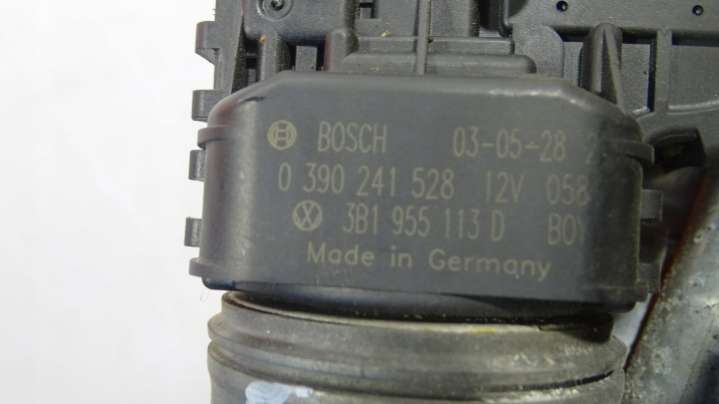 BOSCH 03-05-28
0 390 241 528 12V 058
3B1 955 113 D
Made in Germany